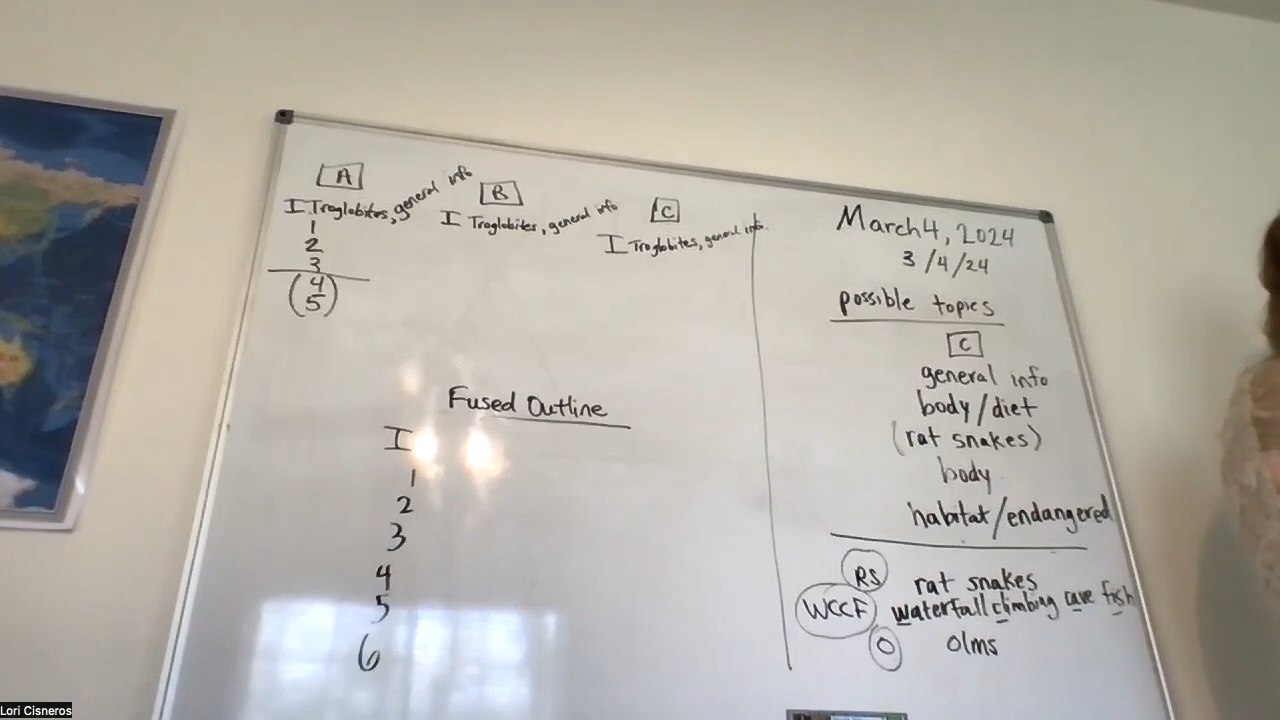 A
I Troglobites, general info
1
2
3
(4
5)
B
I Troglobites, general info
C
I Troglobites, general info.
Fused Outline
I
1
2
3
4
5
6
March 4, 2024
3/4/24
possible topics
C
general info
body/diet
(rat snakes)
body
habitat/endangered
RS rat snakes
WCCF waterfall climbing cave fish
O Olms
Lori Cisneros